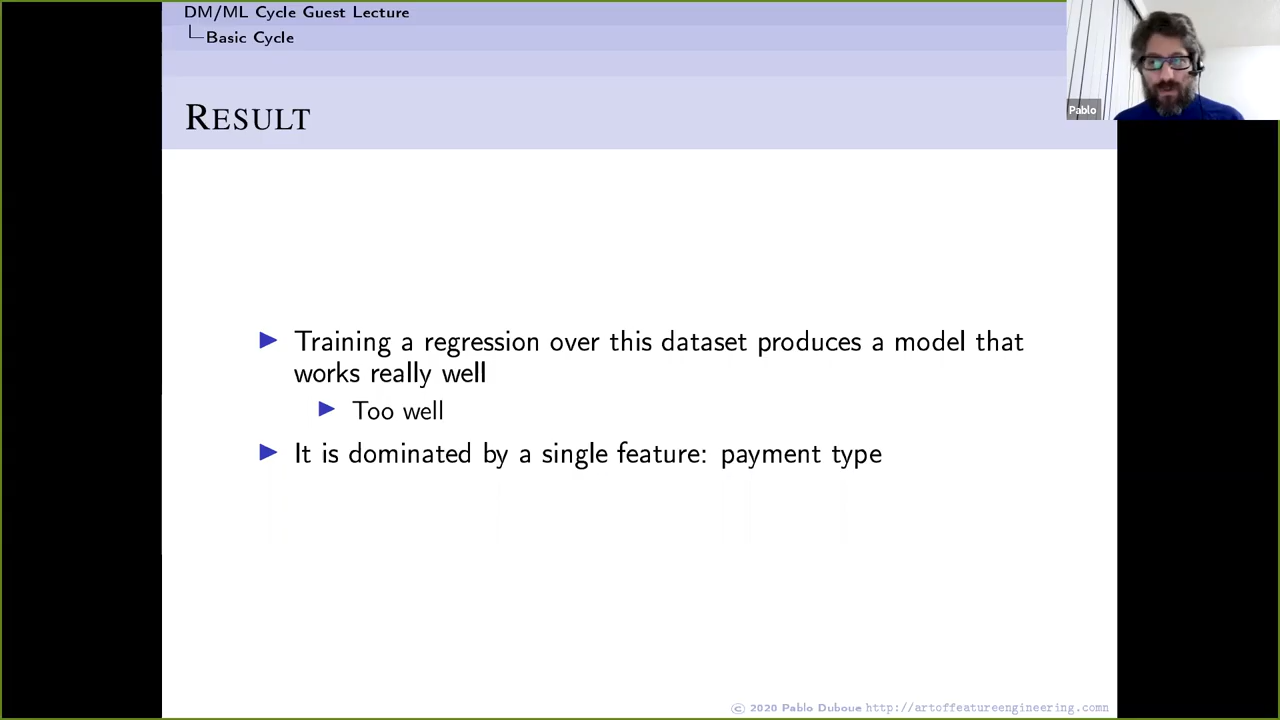 DM/ML Cycle Guest Lecture
Basic Cycle
RESULT
Pablo
Training a regression over this dataset produces a model that
works really well
Too well
It is dominated by a single feature: payment type
© 2020 Pablo Duboue http://artoffeatureengineering.comn